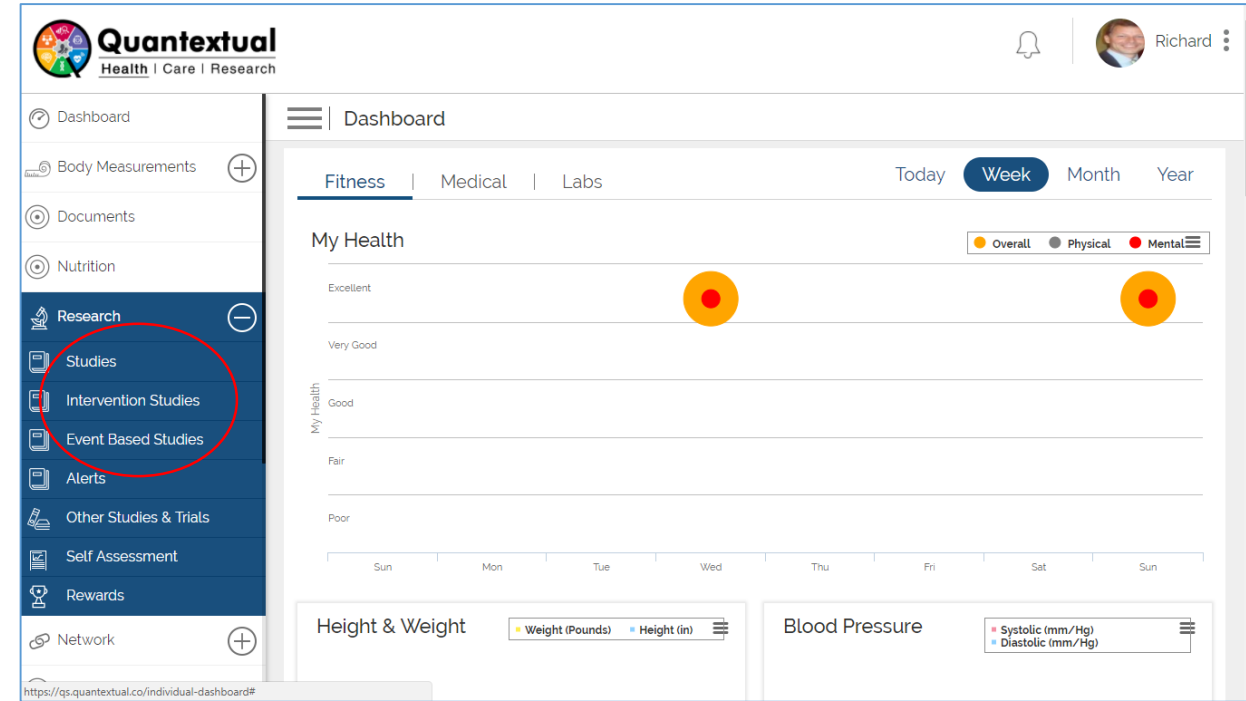 Quantextual
Health | Care | Research
Richard
Dashboard
Body Measurements
Documents
Nutrition
Research
Studies
Intervention Studies
Event Based Studies
Alerts
Other Studies & Trials
Self Assessment
Rewards
Network
https://qs.quantextual.co/individual-dashboard#
Dashboard
Fitness | Medical | Labs
Today Week Month Year
My Health
Overall Physical Mental
My Health
Excellent
Very Good
Good
Fair
Poor
Sun Mon Tue Wed Thu Fri Sat Sun
Height & Weight
Weight (Pounds) Height (in)
Blood Pressure
Systolic (mm/Hg)
Diastolic (mm/Hg)